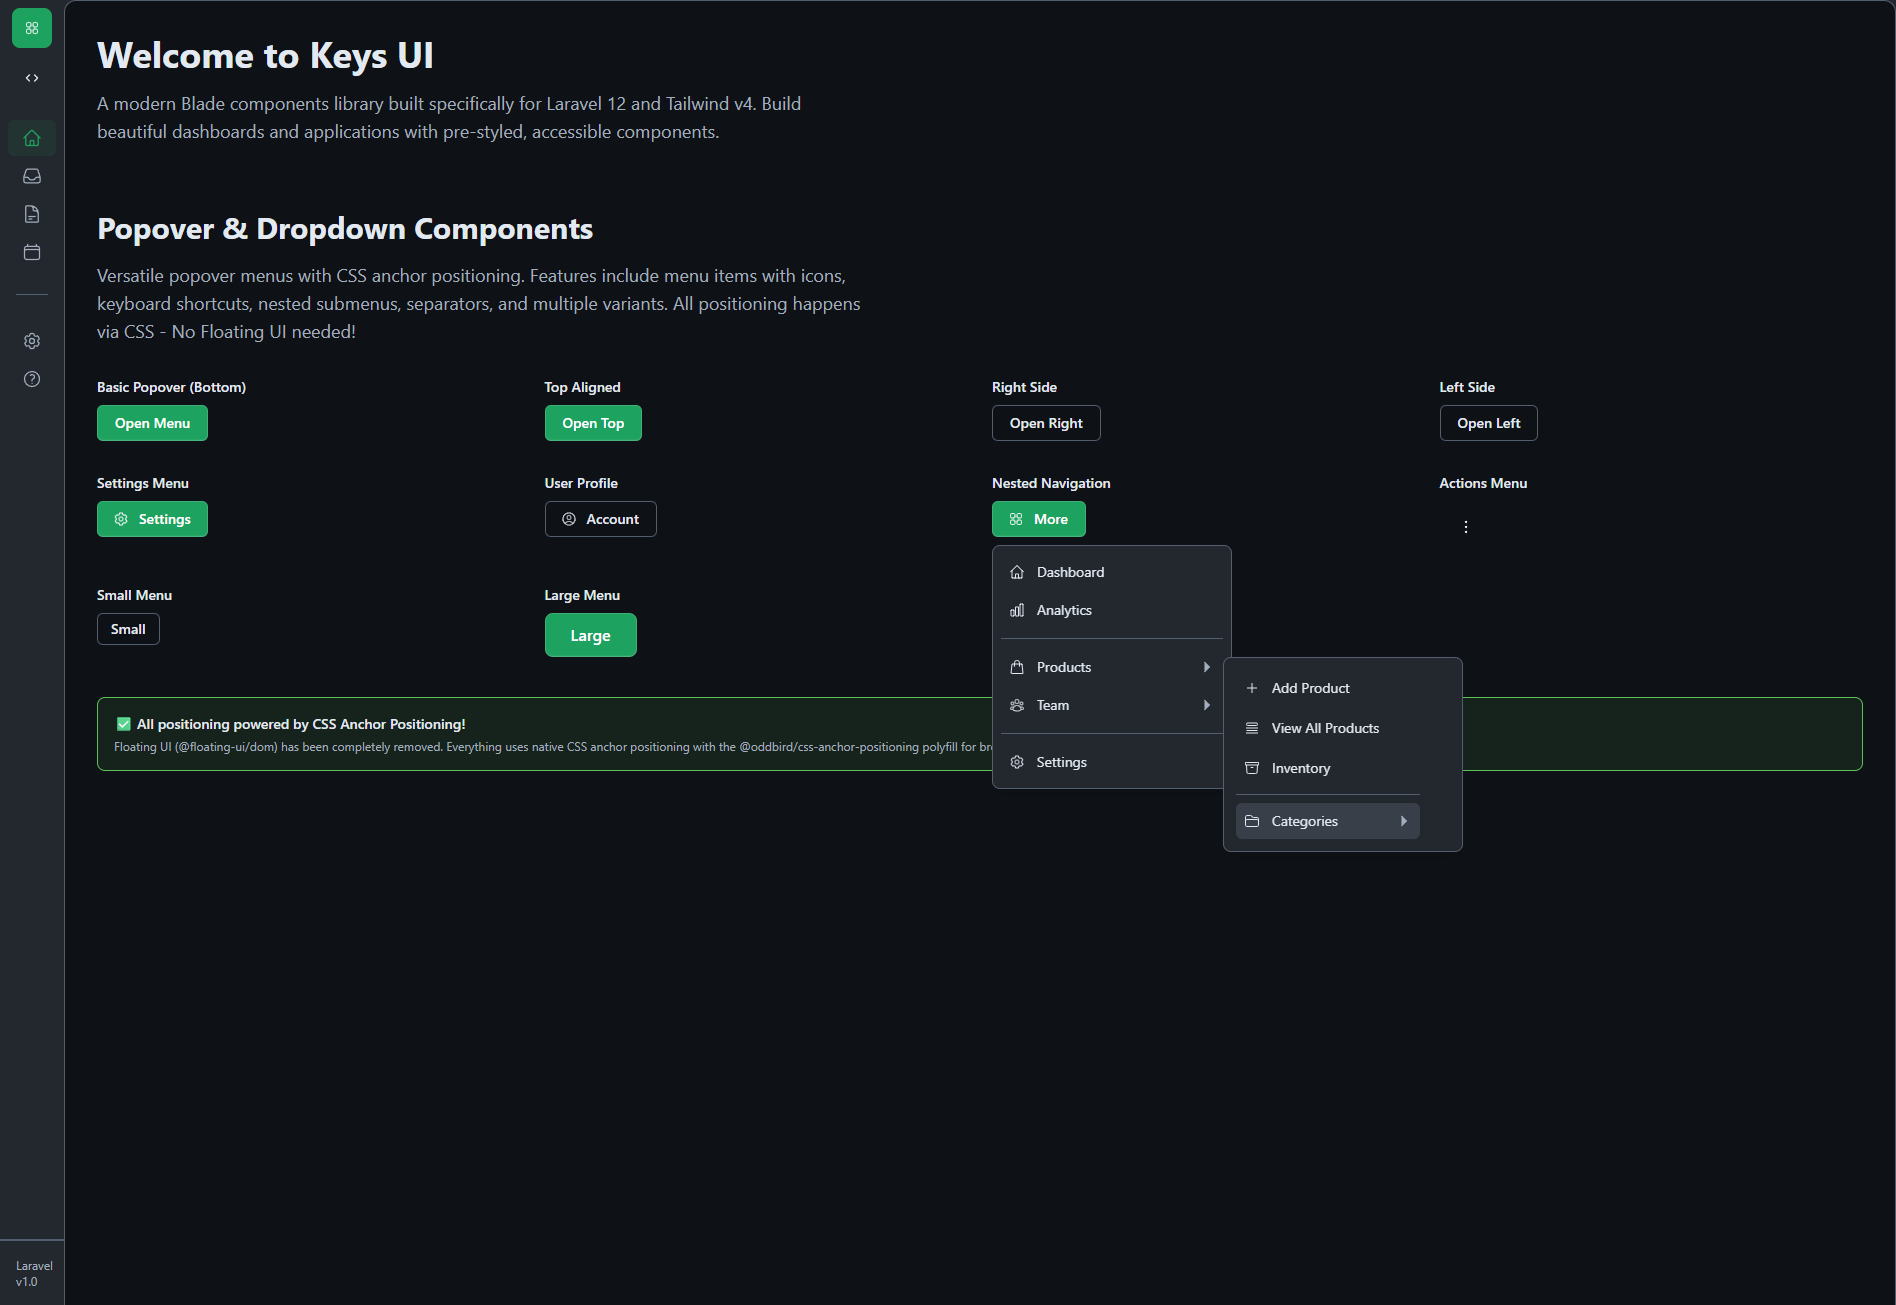 Welcome to Keys UI
A modern Blade components library built specifically for Laravel 12 and Tailwind v4. Build
beautiful dashboards and applications with pre-styled, accessible components.
Popover & Dropdown Components
Versatile popover menus with CSS anchor positioning. Features include menu items with icons,
keyboard shortcuts, nested submenus, separators, and multiple variants. All positioning happens
via CSS - No Floating UI needed!
Basic Popover (Bottom)
Open Menu
Top Aligned
Open Top
Right Side
Open Right
Left Side
Open Left
Settings Menu
Settings
User Profile
Account
Nested Navigation
More
Actions Menu
Dashboard
Analytics
Products
Team
Settings
Add Product
View All Products
Inventory
Categories
Small Menu
Small
Large Menu
Large
✅ All positioning powered by CSS Anchor Positioning!
Floating UI (@floating-ui/dom) has been completely removed. Everything uses native CSS anchor positioning with the @oddbird/css-anchor-positioning polyfill for
Laravel
v1.0